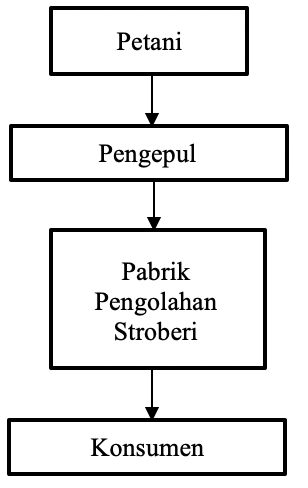 Petani
Pengepul
Pabrik
Pengolahan
Stroberi
Konsumen